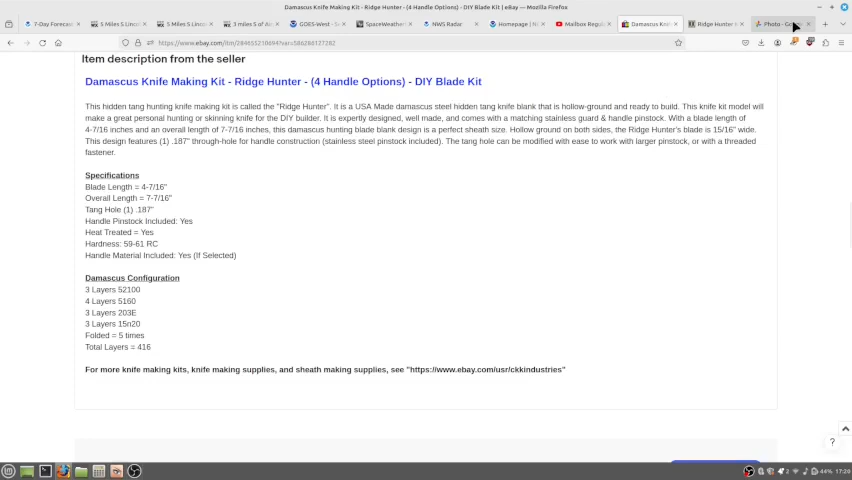 Damascus Knife Making Kit - Ridge Hunter - (4 Handle Options) - DIY Blade Kit | eBay — Mozilla Firefox
7-Day Forecast
5 Miles S Lincol
5 Miles S Lincol
3 miles S of Au
GOES-West - S
SpaceWeather
NWS Radar
Homepage | N
Mailbox Regul
Damascus Kni
Ridge Hunter
Photo - Go
https://www.ebay.com/itm/284655210694?var=586286127282
Item description from the seller
Damascus Knife Making Kit - Ridge Hunter - (4 Handle Options) - DIY Blade Kit
This hidden tang hunting knife making kit is called the "Ridge Hunter". It is a USA Made damascus steel hidden tang knife blank that is hollow-ground and ready to build. This knife kit model will
make a great personal hunting or skinning knife for the DIY builder. It is expertly designed, well made, and comes with a matching stainless guard & handle pinstock. With a blade length of
4-7/16 inches and an overall length of 7-7/16 inches, this damascus hunting blade blank design is a perfect sheath size. Hollow ground on both sides, the Ridge Hunter's blade is 15/16" wide.
This design features (1) .187" through-hole for handle construction (stainless steel pinstock included). The tang hole can be modified with ease to work with larger pinstock, or with a threaded
fastener.
Specifications
Blade Length = 4-7/16"
Overall Length = 7-7/16"
Tang Hole (1) .187"
Handle Pinstock Included: Yes
Heat Treated = Yes
Hardness: 59-61 RC
Handle Material Included: Yes (If Selected)
Damascus Configuration
3 Layers 52100
4 Layers 5160
3 Layers 203E
3 Layers 15n20
Folded = 5 times
Total Layers = 416
For more knife making kits, knife making supplies, and sheath making supplies, see "https://www.ebay.com/usr/ckkindustries"
?
2
44%
17:20